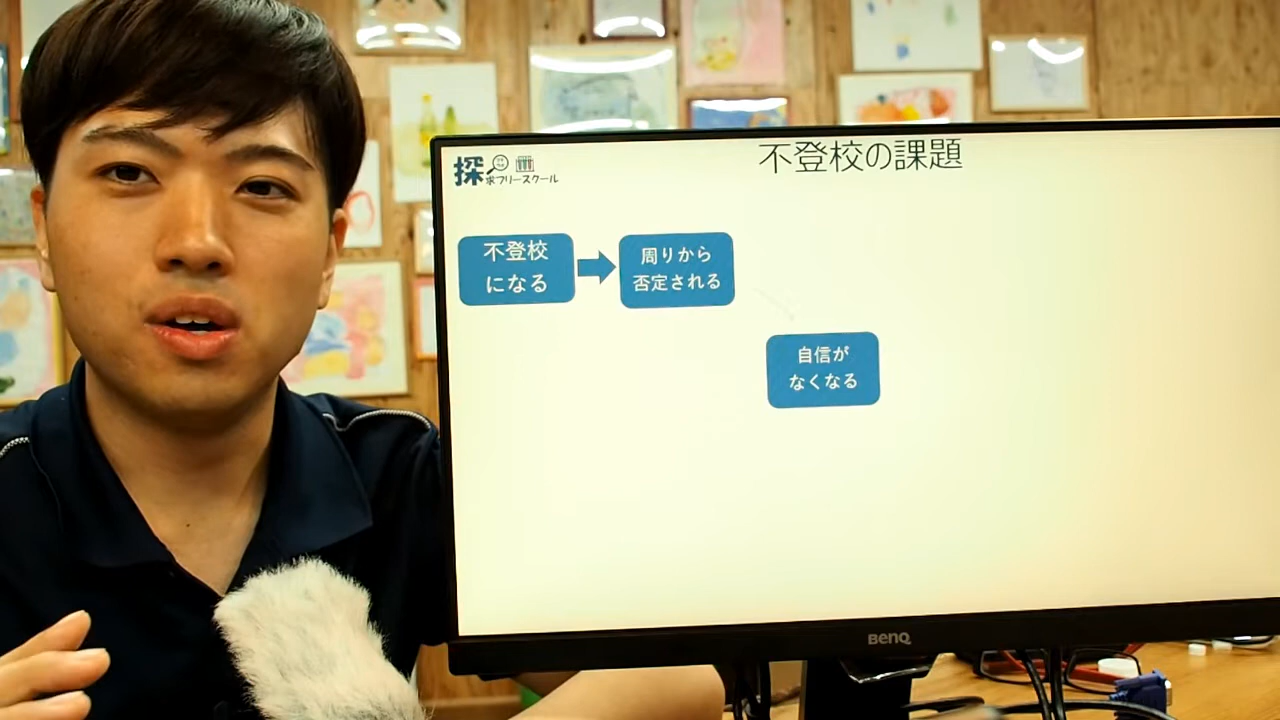 不登校の課題
探
求フリースクール
不登校
になる
周りから
否定される
自信が
なくなる
BenQ